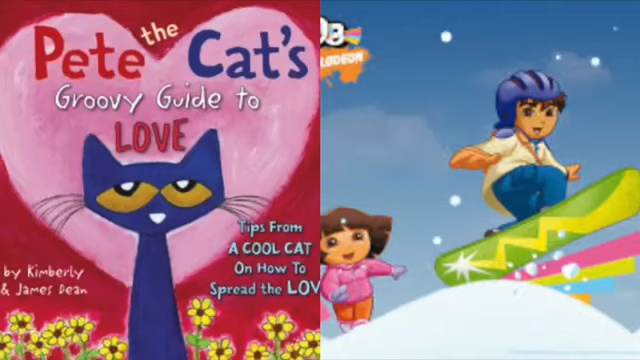 Pete the Cat's
Groovy Guide to
LOVE
Tips From
A COOL CAT
On How To
Spread the LOV
by Kimberly
& James Dean